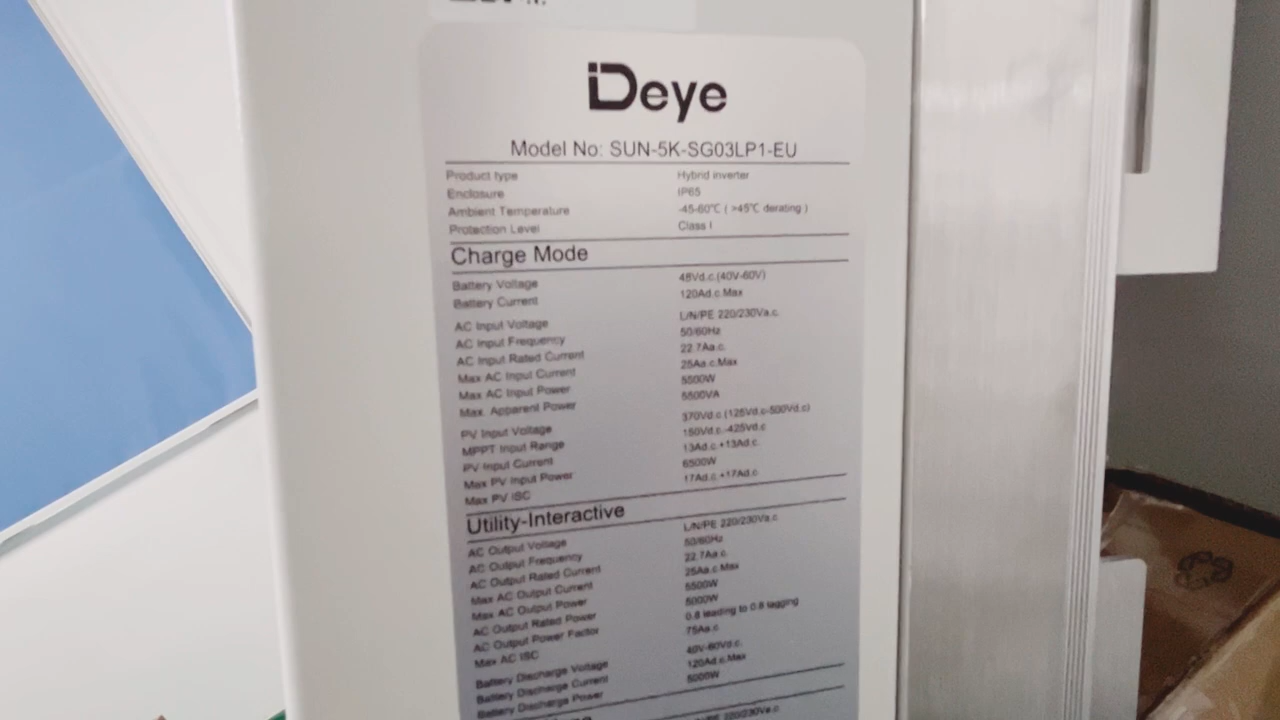 Deye
Model No: SUN-5K-SG03LP1-EU
Product type Hybrid inverter
Enclosure IP65
Ambient Temperature -45-60℃ ( >45℃ derating )
Protection Level Class I
Charge Mode
Battery Voltage 48Vd.c.(40V-60V)
Battery Current 120Ad.c.Max
AC Input Voltage L/N/PE 220/230Va.c.
AC Input Frequency 50/60Hz
AC Input Rated Current 22.7Aa.c.
Max AC Input Current 25Aa.c.Max
Max AC Input Power 5500W
Max. Apparent Power 5500VA
PV Input Voltage 370Vd.c (125Vd.c-500Vd.c)
MPPT Input Range 150Vd.c.-425Vd.c
PV Input Current 13Ad.c.+13Ad.c.
Max PV Input Power 6500W
Max PV ISC 17Ad.c.+17Ad.c
Utility-Interactive
AC Output Voltage L/N/PE 220/230Va.c
AC Output Frequency 50/60Hz
AC Output Rated Current 22.7Aa.c.
Max AC Output Current 25Aa.c.Max
Max AC Output Power 5500W
AC Output Rated Power 5000W
AC Output Power Factor 0.8 leading to 0.8 lagging
Max AC ISC 75Aa.c
Battery Discharge Voltage 40V-60Vd.c.
Battery Discharge Current 120Ad.c.Max
Battery Discharge Power 5000W
220/230Va.c